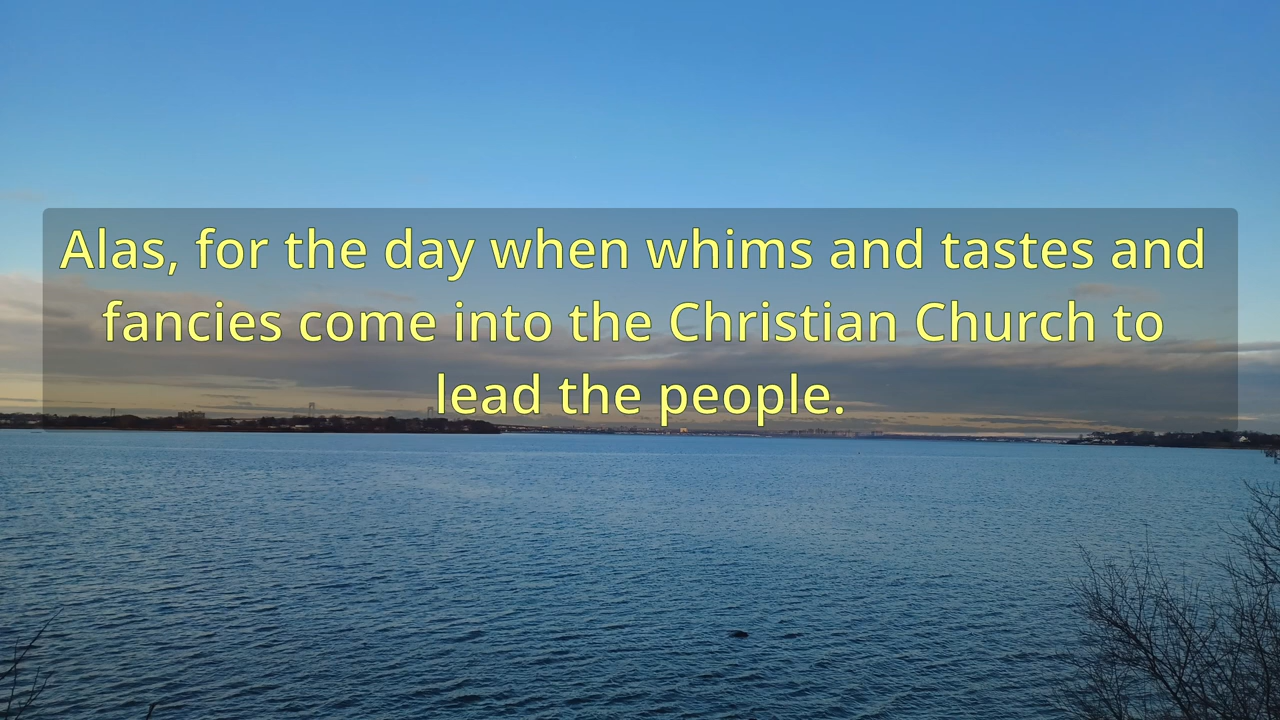 Alas, for the day when whims and tastes and
fancies come into the Christian Church to
lead the people.